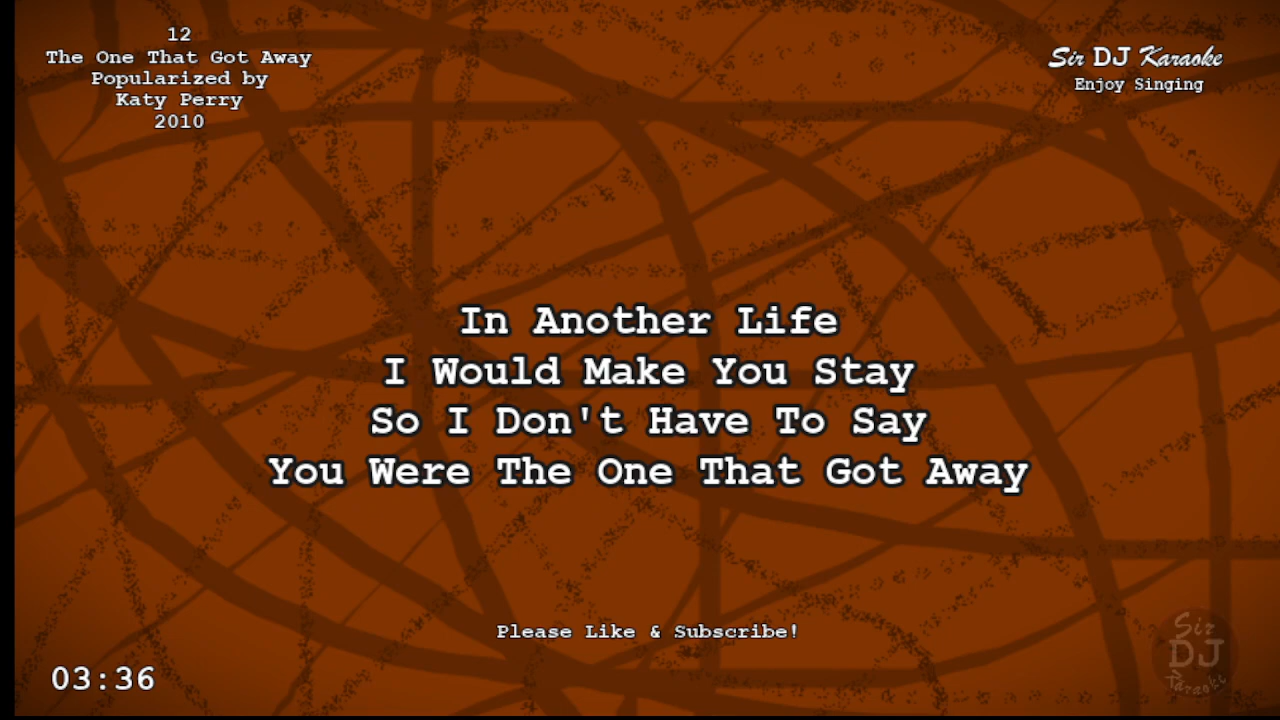 12
The One That Got Away
Popularized by
Katy Perry
2010
Sir DJ Karaoke
Enjoy Singing
In Another Life
I Would Make You Stay
So I Don't Have To Say
You Were The One That Got Away
Please Like & Subscribe!
03:36
Sir
DJ
Karaoke